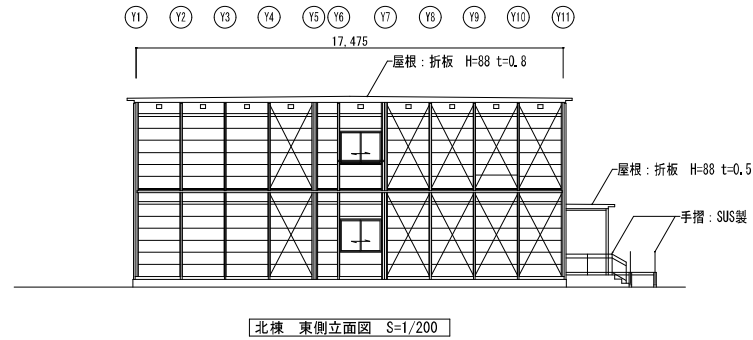 Y1 Y2 Y3 Y4 Y5 Y6 Y7 Y8 Y9 Y10 Y11
17,475
屋根：折板 H=88 t=0.8
屋根：折板 H=88 t=0.5
手摺：SUS製
北棟 東側立面図 S=1/200